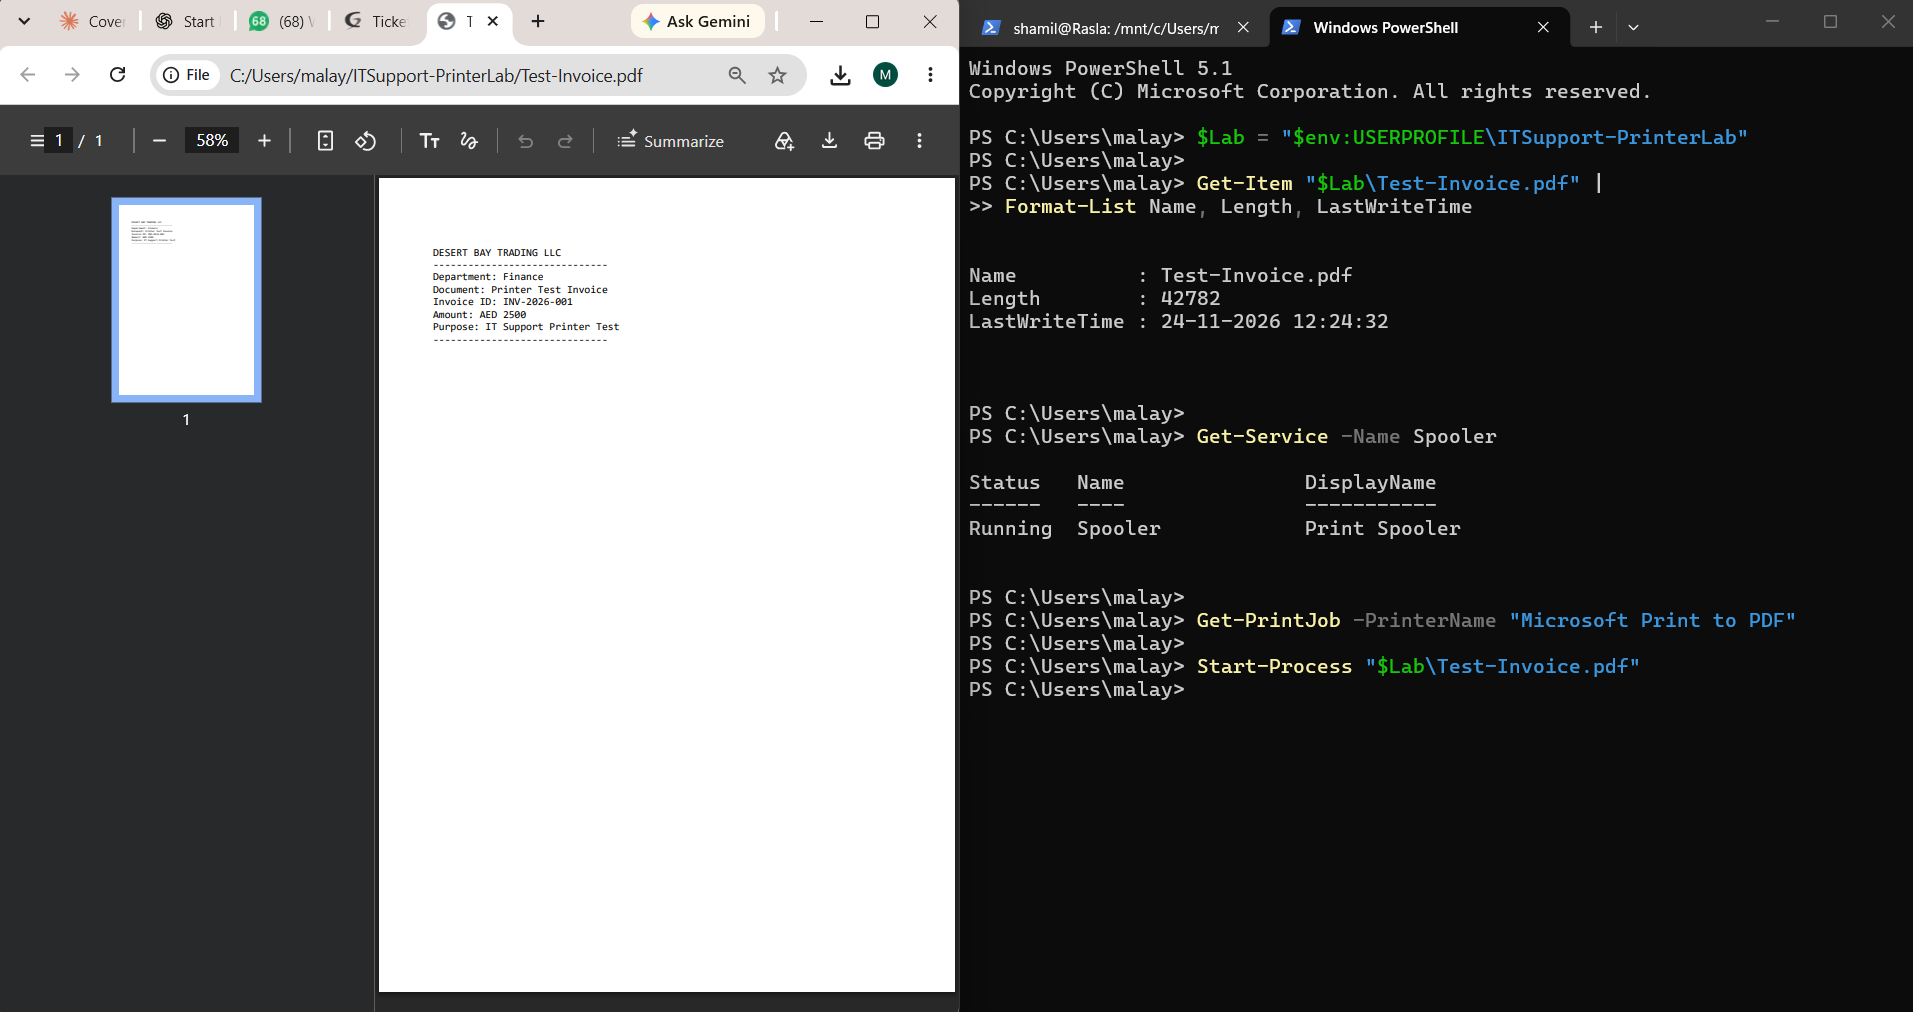 Cover
Start
68
(68)
Ticke
T
Ask Gemini
File
C:/Users/malay/ITSupport-PrinterLab/Test-Invoice.pdf
M
1 / 1
58%
Summarize
1
DESERT BAY TRADING LLC
------------------------------
Department: Finance
Document: Printer Test Invoice
Invoice ID: INV-2026-001
Amount: AED 2500
Purpose: IT Support Printer Test
------------------------------
shamil@Rasla: /mnt/c/Users/m
Windows PowerShell
Windows PowerShell 5.1
Copyright (C) Microsoft Corporation. All rights reserved.
PS C:\Users\malay> $Lab = "$env:USERPROFILE\ITSupport-PrinterLab"
PS C:\Users\malay>
PS C:\Users\malay> Get-Item "$Lab\Test-Invoice.pdf" |
>> Format-List Name, Length, LastWriteTime
Name          : Test-Invoice.pdf
Length        : 42782
LastWriteTime : 24-11-2026 12:24:32
PS C:\Users\malay>
PS C:\Users\malay> Get-Service -Name Spooler
Status   Name               DisplayName
------   ----               -----------
Running  Spooler            Print Spooler
PS C:\Users\malay>
PS C:\Users\malay> Get-PrintJob -PrinterName "Microsoft Print to PDF"
PS C:\Users\malay>
PS C:\Users\malay> Start-Process "$Lab\Test-Invoice.pdf"
PS C:\Users\malay>